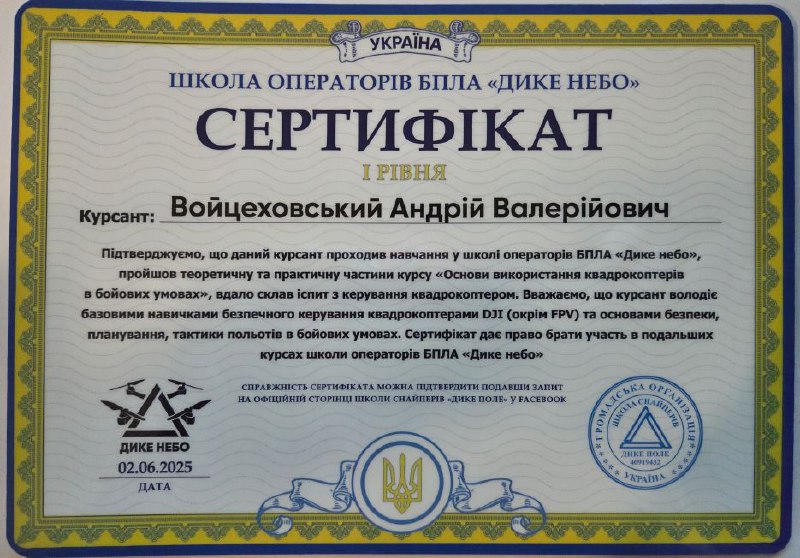 УКРАЇНА
ШКОЛА ОПЕРАТОРІВ БПЛА «ДИКЕ НЕБО»
СЕРТИФІКАТ
І РІВНЯ
Курсант: Войцеховський Андрій Валерійович
Підтверджуємо, що даний курсант проходив навчання у школі операторів БПЛА «Дике небо»,
пройшов теоретичну та практичну частини курсу «Основи використання квадрокоптерів
в бойових умовах», вдало склав іспит з керування квадрокоптером. Вважаємо, що курсант володіє
базовими навичками безпечного керування квадрокоптерами DJI (окрім FPV) та основами безпеки,
планування, тактики польотів в бойових умовах. Сертифікат дає право брати участь в подальших
курсах школи операторів БПЛА «Дике небо»
СПРАВЖНІСТЬ СЕРТИФІКАТА МОЖНА ПІДТВЕРДИТИ ПОДАВШИ ЗАПИТ
НА ОФІЦІЙНІЙ СТОРІНЦІ ШКОЛИ СНАЙПЕРІВ «ДИКЕ ПОЛЕ» У FACEBOOK
ДИКЕ НЕБО
02.06.2025
ДАТА
ГРОМАДСЬКА ОРГАНІЗАЦІЯ
ШКОЛА СНАЙПЕРІВ
ДИКЕ ПОЛЕ
40919452
УКРАЇНА